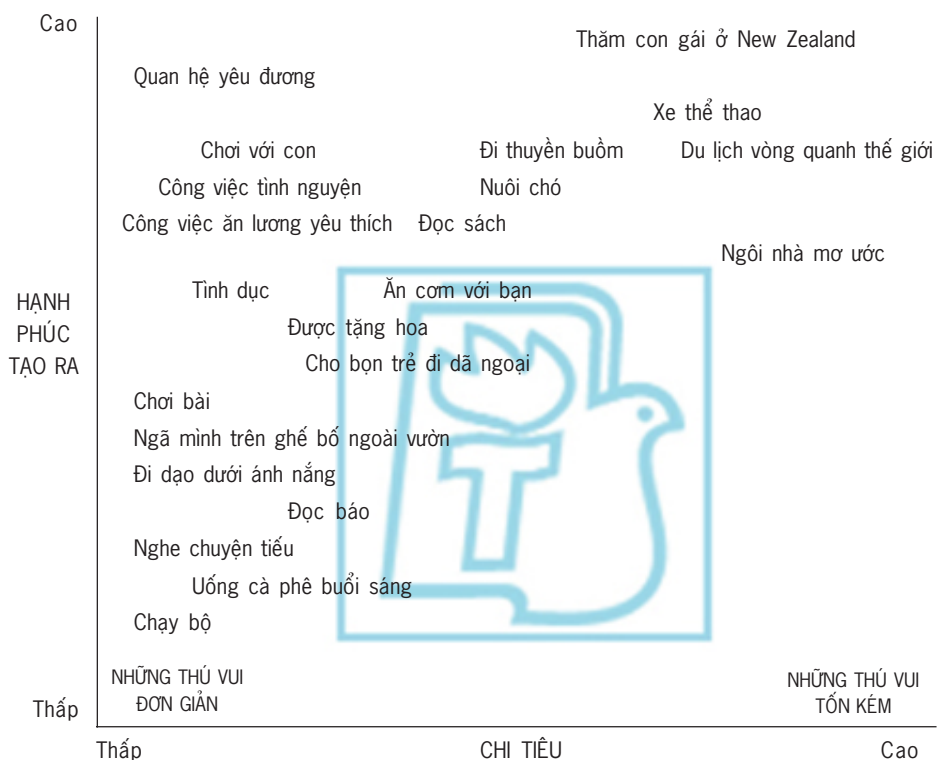 Cao
Thăm con gái ở New Zealand
Quan hệ yêu đương
Xe thể thao
Chơi với con Đi thuyền buồm Du lịch vòng quanh thế giới
Công việc tình nguyện Nuôi chó
Công việc ăn lương yêu thích Đọc sách
Ngôi nhà mơ ước
Tình dục Ăn cơm với bạn
HẠNH
PHÚC
TẠO RA
Được tặng hoa
Cho bọn trẻ đi dã ngoại
Chơi bài
Ngã mình trên ghế bố ngoài vườn
Đi dạo dưới ánh nắng
Đọc báo
Nghe chuyện tiếu
Uống cà phê buổi sáng
Chạy bộ
NHỮNG THÚ VUI
ĐƠN GIẢN
NHỮNG THÚ VUI
TỐN KÉM
Thấp
Thấp CHI TIÊU Cao